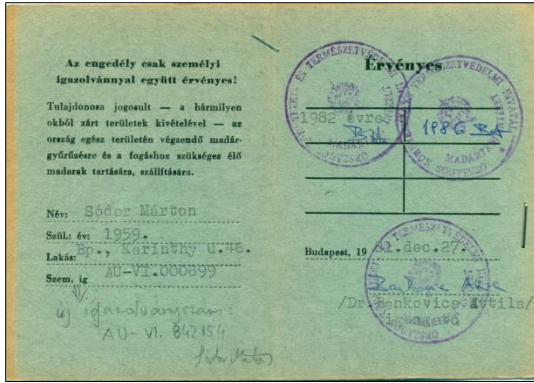 Az engedély csak személyi
igazolvánnyal együtt érvényes!
Tulajdonosa jogosult — a bármilyen
okból zárt területek kivételével — az
ország egész területén végzendő madár-
gyűrűzésre és a fogáshoz szükséges élő
madarak tartására, szállítására.
Név: Sódor Márton
Szül.: év: 1959.
Lakás: Bp., Karinthy u.46.
Szem. ig AU-VI.000899
új igazolványszám:
AU-VI. 842154
Érvényes
1982 évre
1986 BA
Budapest, 19 81.dec.27.
/Dr.Bankovics Attila/